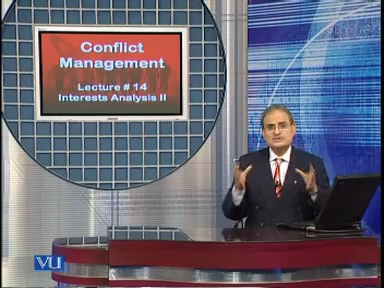 Conflict
Management
Lecture # 14
Interests Analysis II
VU